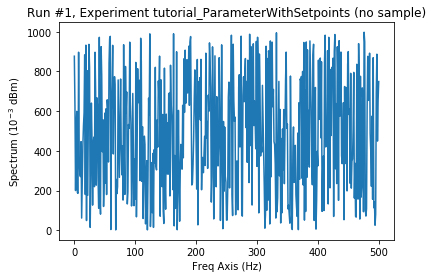 Run #1, Experiment tutorial_ParameterWithSetpoints (no sample)
1000
800
600
400
200
0
Spectrum (10⁻³ dBm)
0 100 200 300 400 500
Freq Axis (Hz)